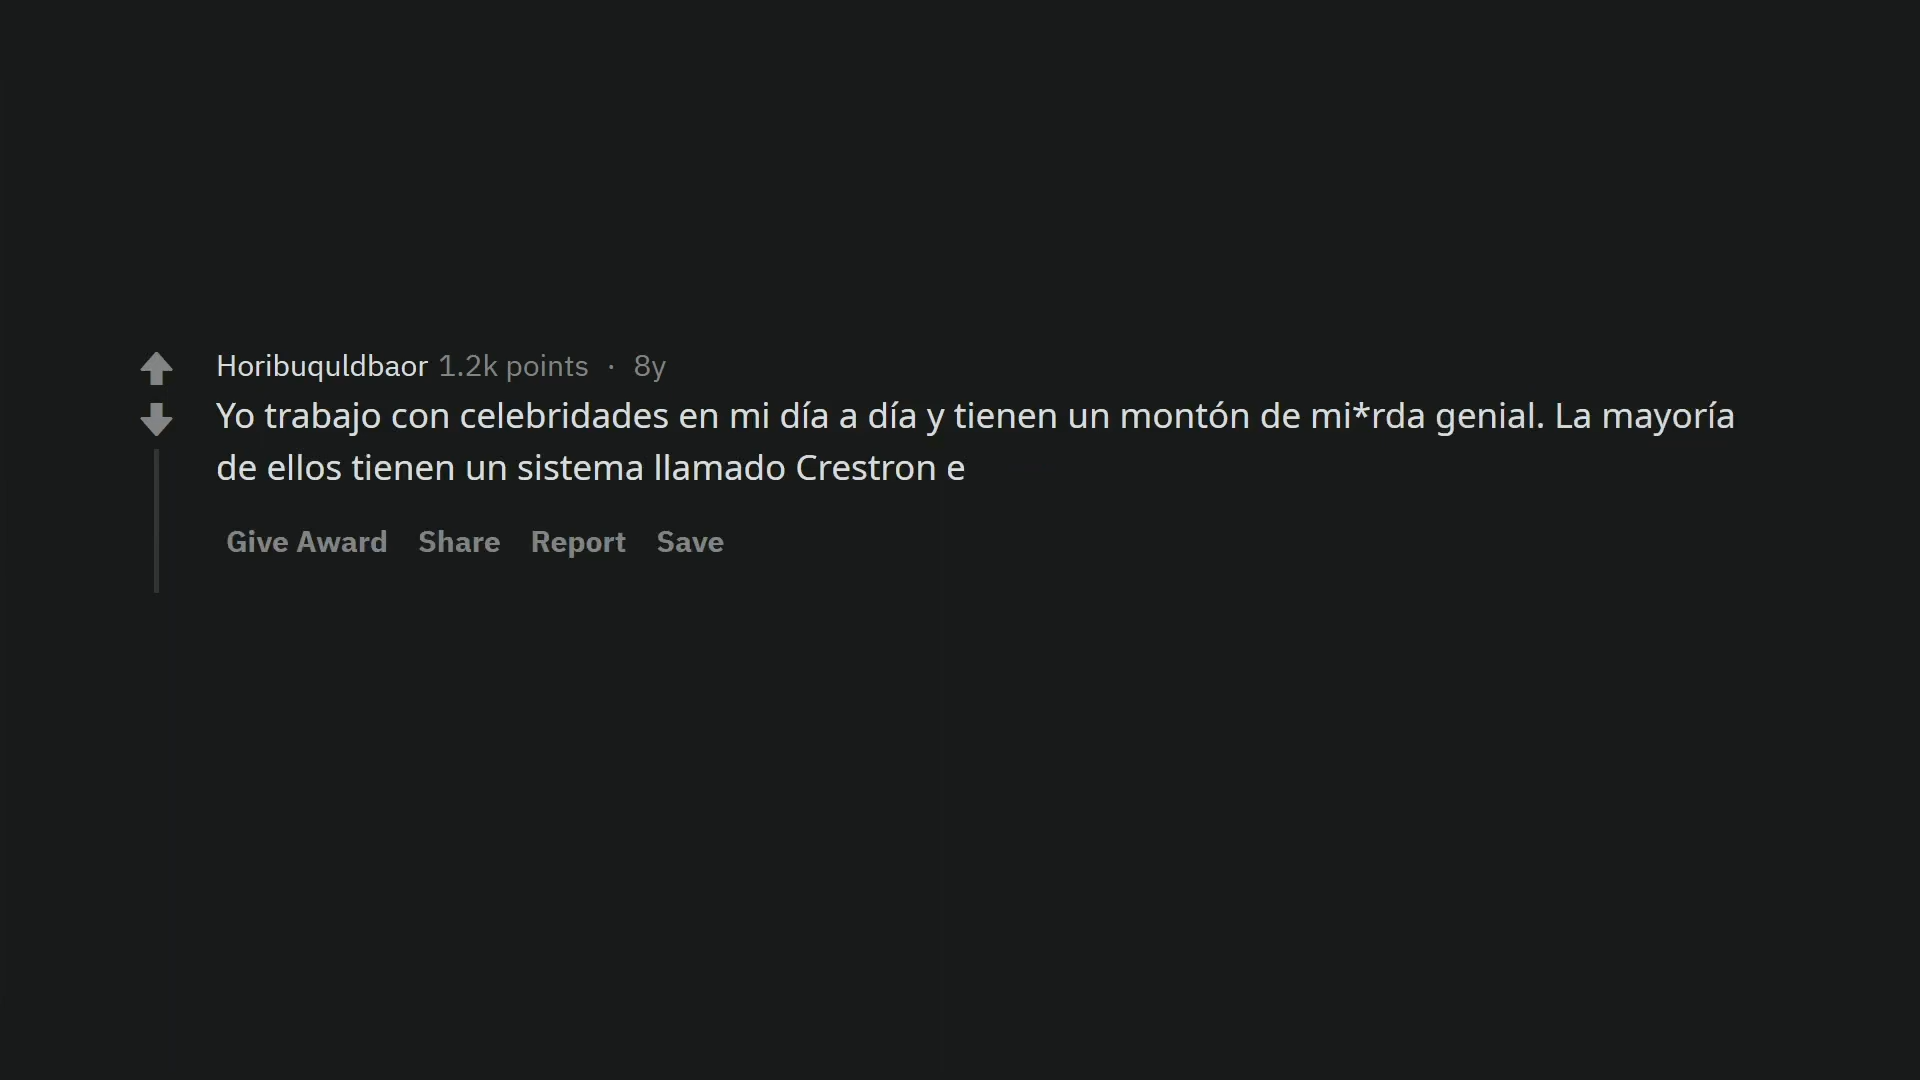 Horibuquldbaor 1.2k points · 8y
Yo trabajo con celebridades en mi día a día y tienen un montón de mi*rda genial. La mayoría
de ellos tienen un sistema llamado Crestron e
Give Award Share Report Save